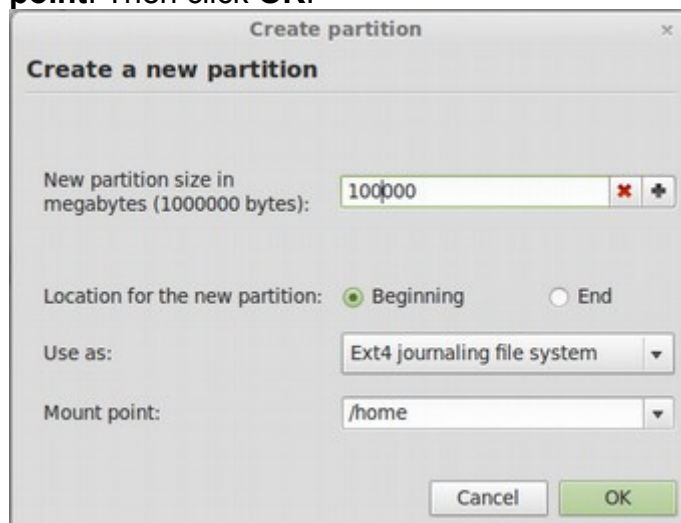 point. Then click OK.
Create partition ×
Create a new partition
New partition size in
megabytes (1000000 bytes):
100000
Location for the new partition:
Beginning
End
Use as:
Ext4 journaling file system
Mount point:
/home
Cancel
OK